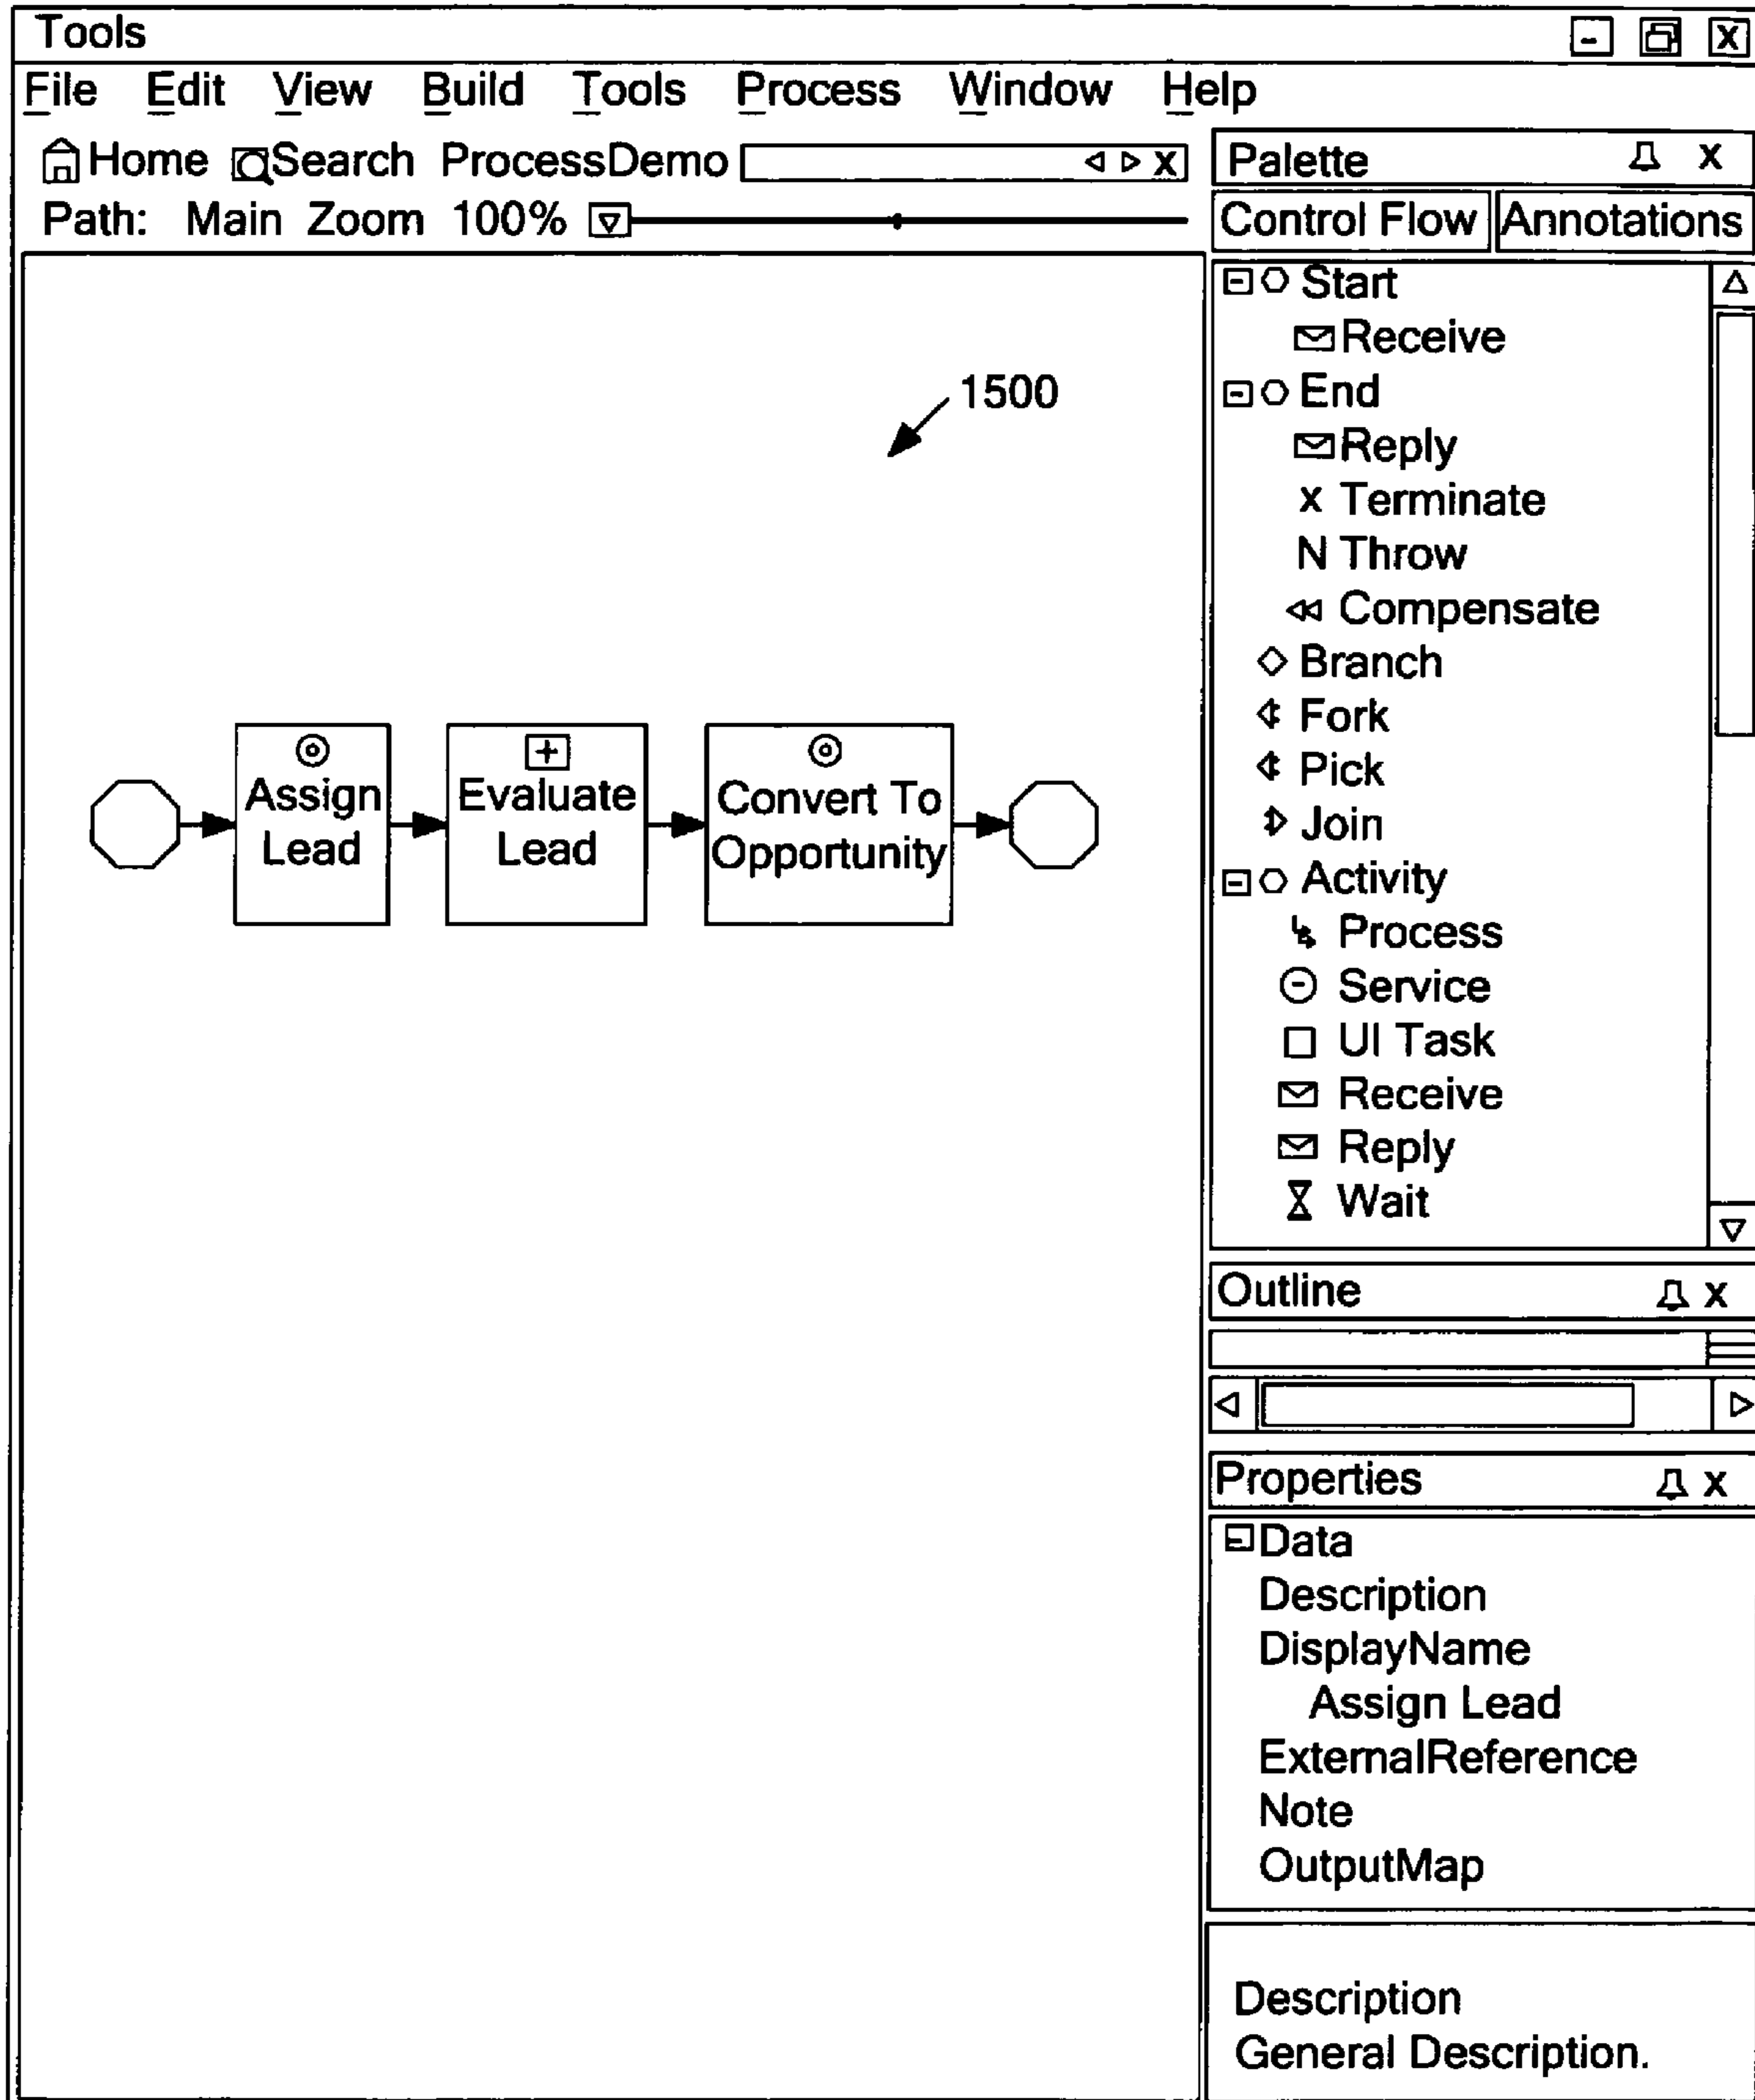 Tools
File Edit View Build Tools Process Window Help
Home Search ProcessDemo
Path: Main Zoom 100%
1500
Assign
Lead
Evaluate
Lead
Convert To
Opportunity
Palette X
Control Flow Annotations
Start
Receive
End
Reply
x Terminate
N Throw
Compensate
Branch
Fork
Pick
Join
Activity
Process
Service
UI Task
Receive
Reply
Wait
Outline X
Properties X
Data
Description
DisplayName
Assign Lead
ExternalReference
Note
OutputMap
Description
General Description.